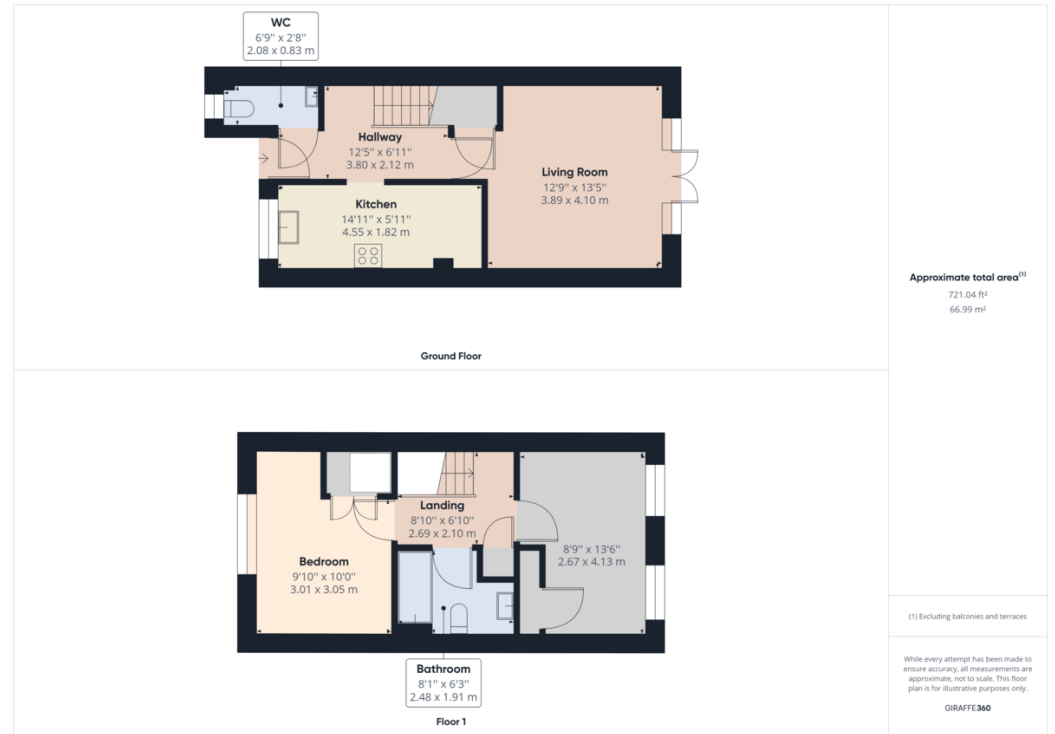 WC
6'9" x 2'8"
2.08 x 0.83 m
Hallway
12'5" x 6'11"
3.80 x 2.12 m
Living Room
12'9" x 13'5"
3.89 x 4.10 m
Kitchen
14'11" x 5'11"
4.55 x 1.82 m
Ground Floor
Landing
8'10" x 6'10"
2.69 x 2.10 m
8'9" x 13'6"
2.67 x 4.13 m
Bedroom
9'10" x 10'0"
3.01 x 3.05 m
Bathroom
8'1" x 6'3"
2.48 x 1.91 m
Floor 1
Approximate total area(1)
721.04 ft²
66.99 m²
(1) Excluding balconies and terraces
While every attempt has been made to
ensure accuracy, all measurements are
approximate, not to scale. This floor
plan is for illustrative purposes only.
GIRAFFE360